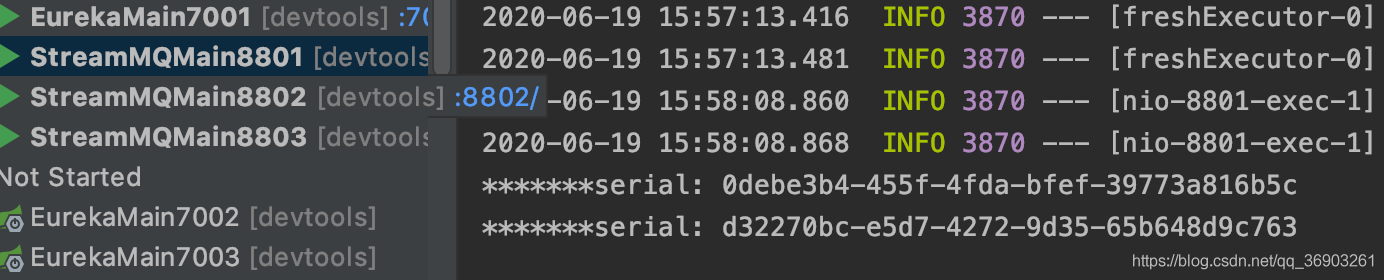 EurekaMain7001 [devtools] :70
StreamMQMain8801 [devtools
StreamMQMain8802 [devtools] :8802/
StreamMQMain8803 [devtools
Not Started
EurekaMain7002 [devtools]
EurekaMain7003 [devtools]
2020-06-19 15:57:13.416 INFO 3870 --- [freshExecutor-0]
2020-06-19 15:57:13.481 INFO 3870 --- [freshExecutor-0]
-06-19 15:58:08.860 INFO 3870 --- [nio-8801-exec-1]
2020-06-19 15:58:08.868 INFO 3870 --- [nio-8801-exec-1]
*******serial: 0debe3b4-455f-4fda-bfef-39773a816b5c
*******serial: d32270bc-e5d7-4272-9d35-65b648d9c763
https://blog.csdn.net/qq_36903261